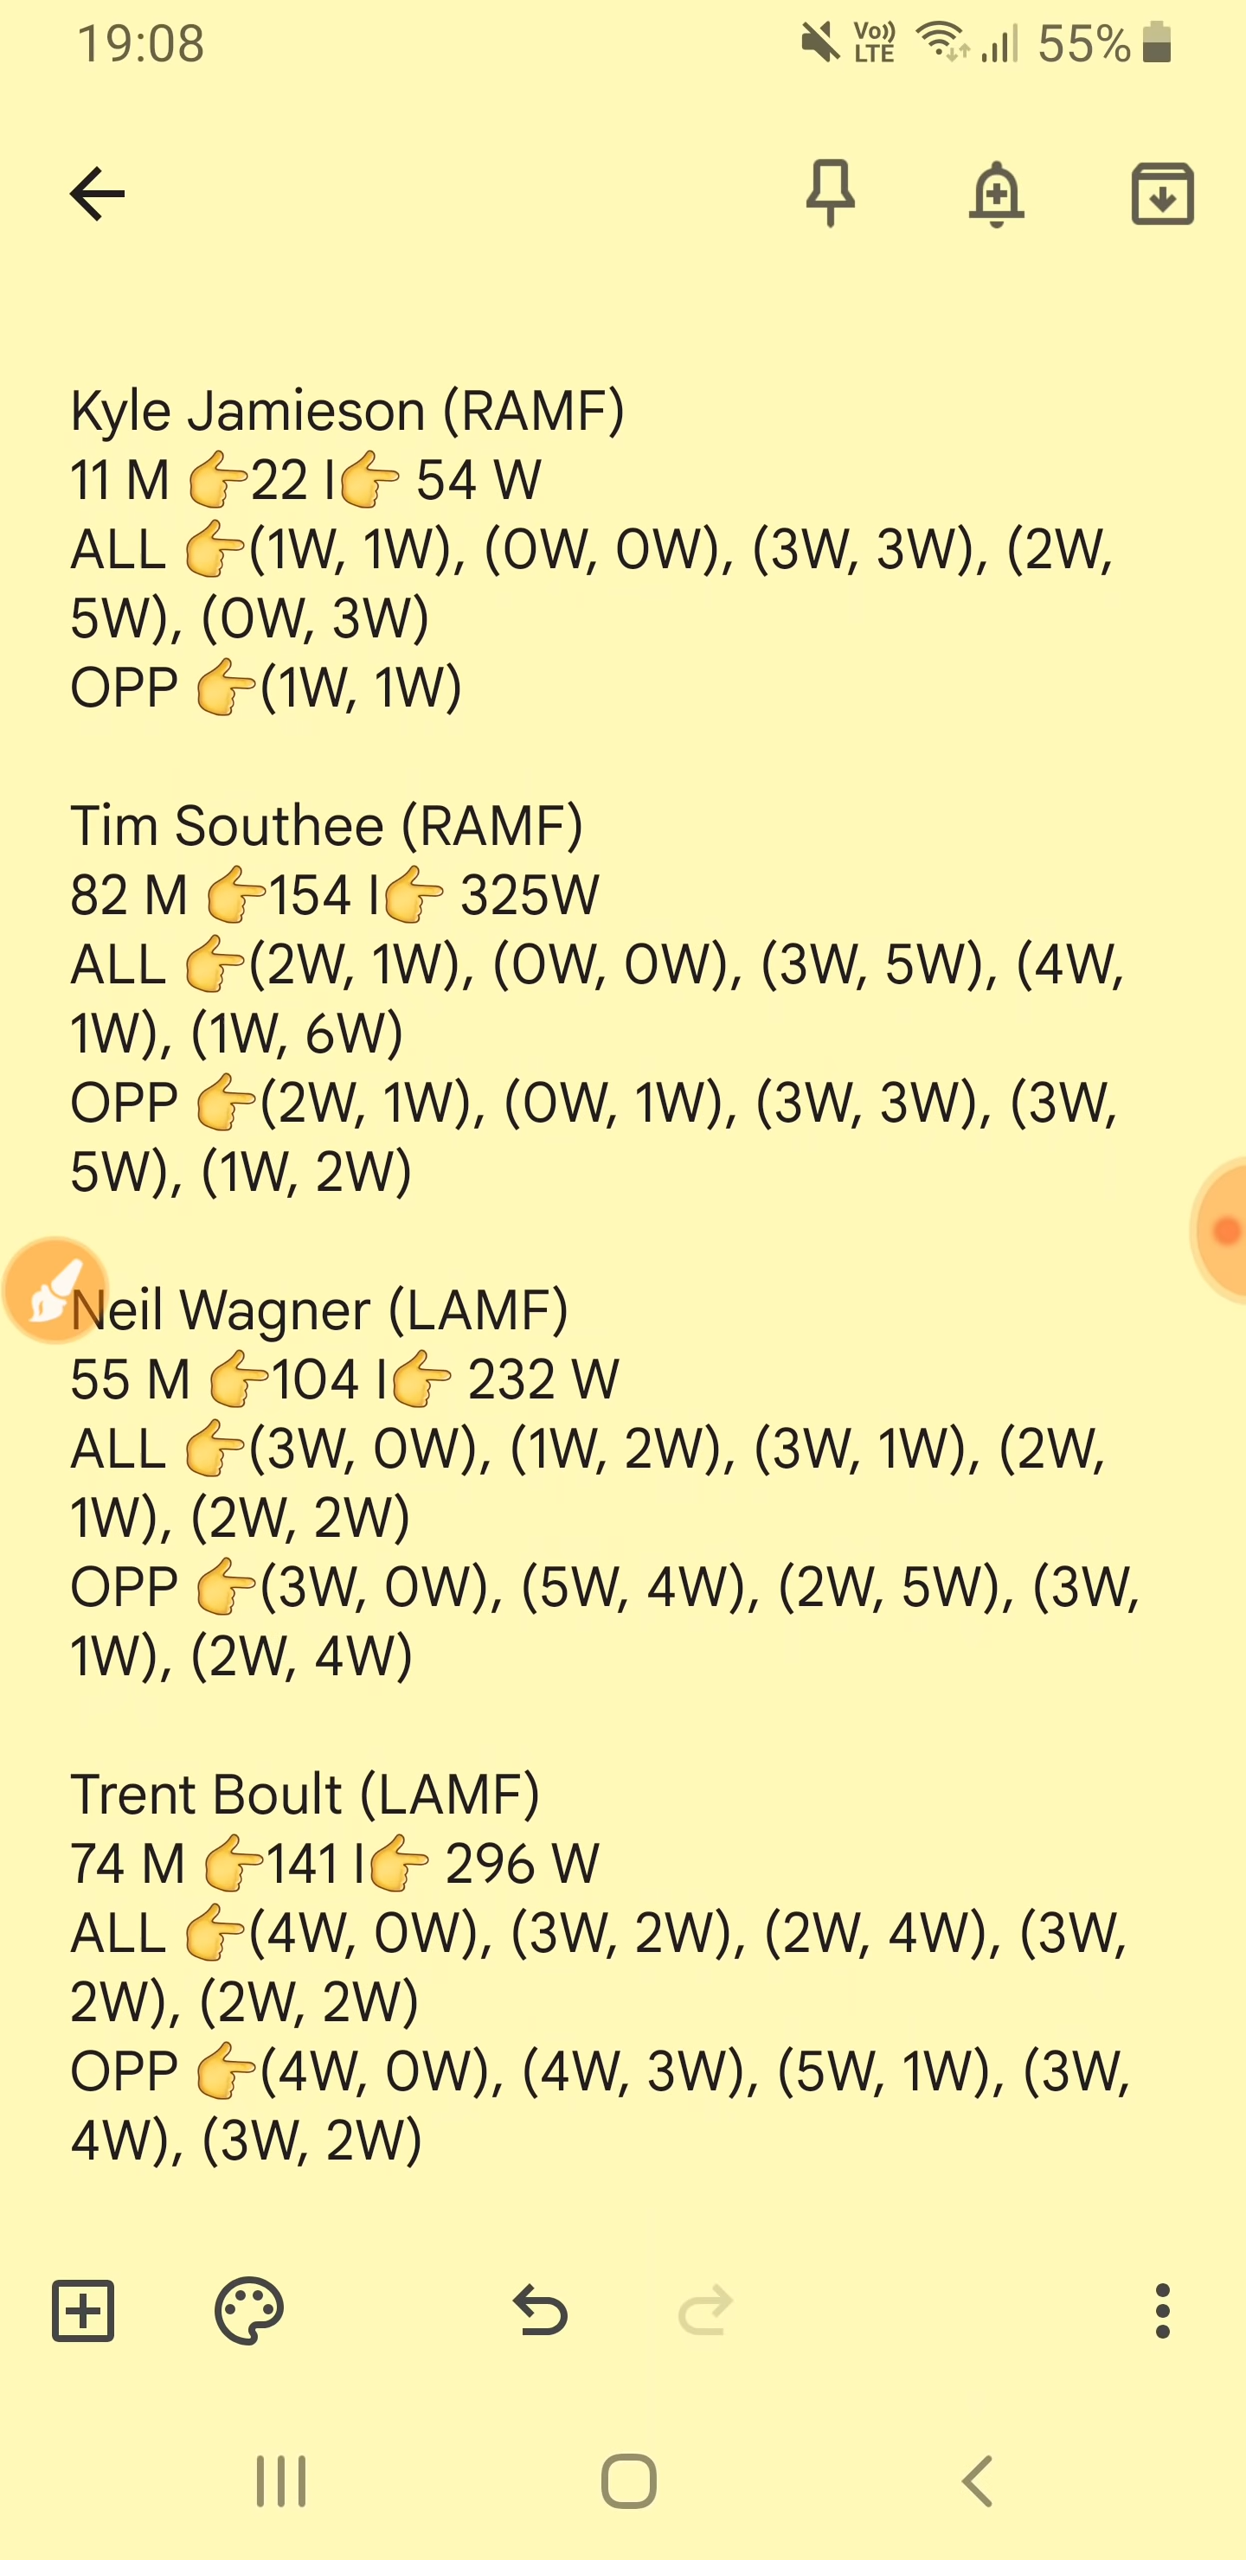 19:08 Vo)) LTE 55%
Kyle Jamieson (RAMF)
11 M 👉22 I👉 54 W
ALL 👉(1W, 1W), (0W, 0W), (3W, 3W), (2W,
5W), (0W, 3W)
OPP 👉(1W, 1W)
Tim Southee (RAMF)
82 M 👉154 I👉 325W
ALL 👉(2W, 1W), (0W, 0W), (3W, 5W), (4W,
1W), (1W, 6W)
OPP 👉(2W, 1W), (0W, 1W), (3W, 3W), (3W,
5W), (1W, 2W)
Neil Wagner (LAMF)
55 M 👉104 I👉 232 W
ALL 👉(3W, 0W), (1W, 2W), (3W, 1W), (2W,
1W), (2W, 2W)
OPP 👉(3W, 0W), (5W, 4W), (2W, 5W), (3W,
1W), (2W, 4W)
Trent Boult (LAMF)
74 M 👉141 I👉 296 W
ALL 👉(4W, 0W), (3W, 2W), (2W, 4W), (3W,
2W), (2W, 2W)
OPP 👉(4W, 0W), (4W, 3W), (5W, 1W), (3W,
4W), (3W, 2W)